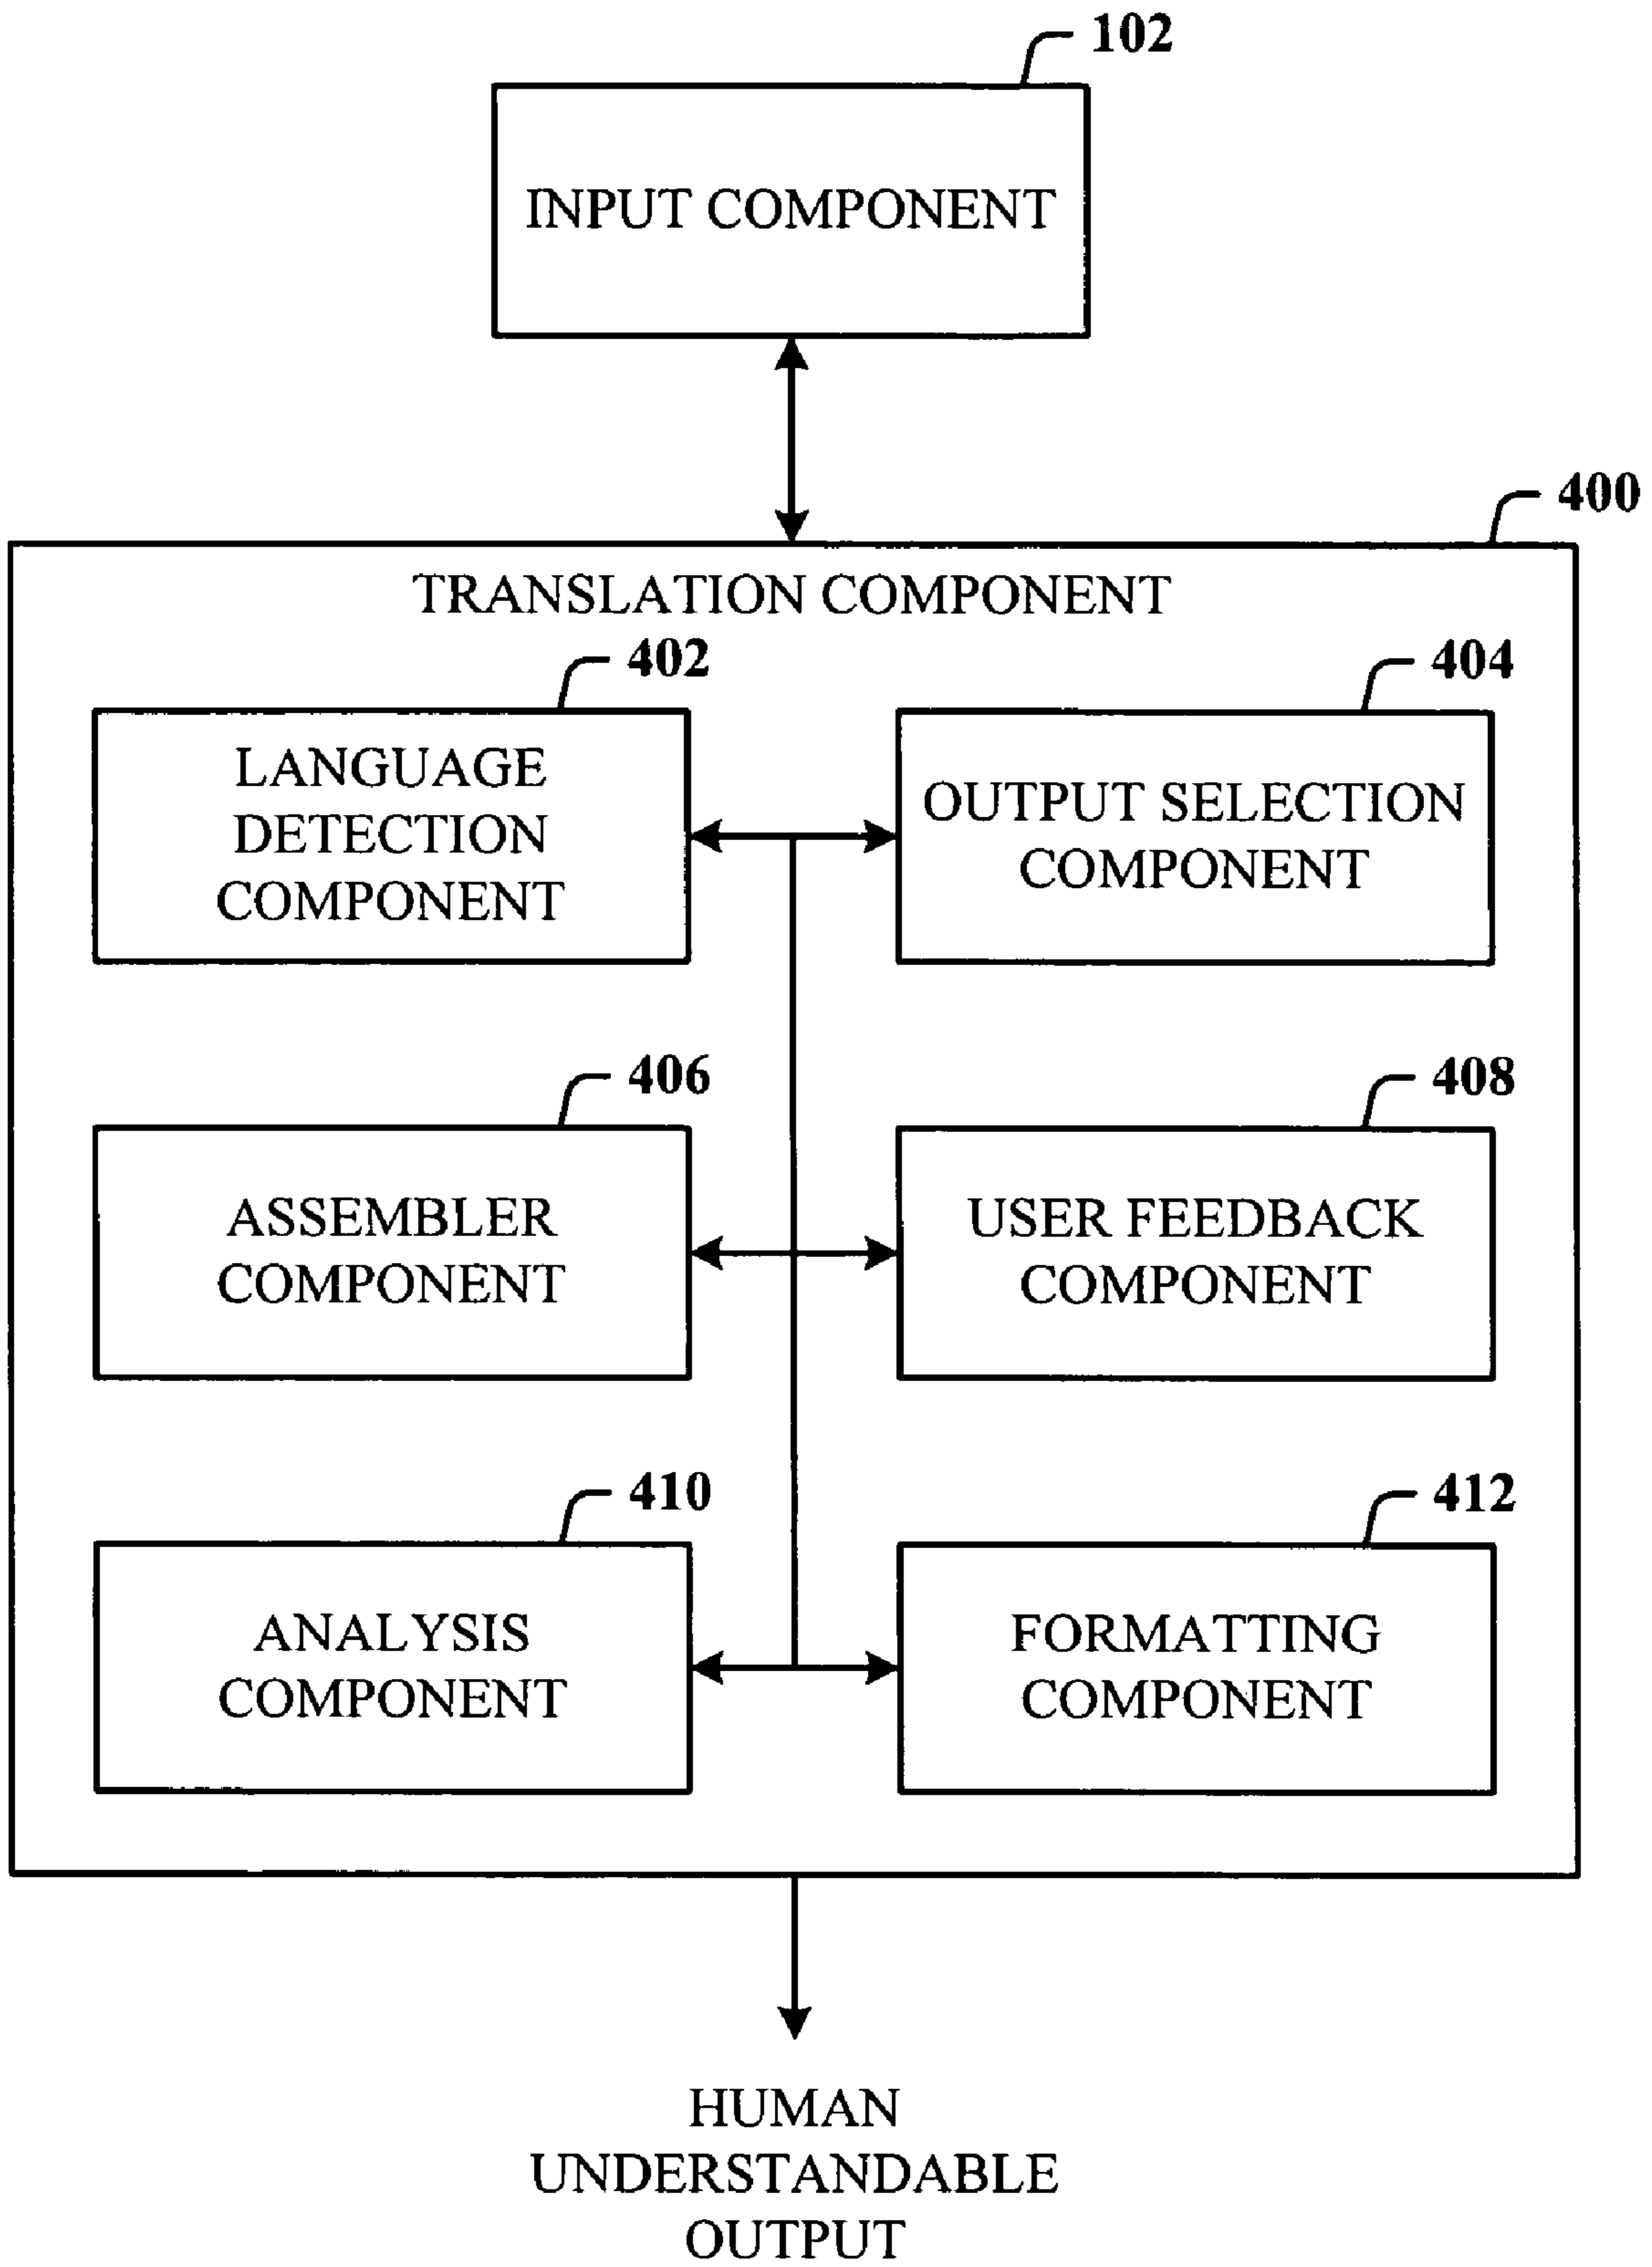 102
INPUT COMPONENT
400
TRANSLATION COMPONENT
402
LANGUAGE
DETECTION
COMPONENT
404
OUTPUT SELECTION
COMPONENT
406
ASSEMBLER
COMPONENT
408
USER FEEDBACK
COMPONENT
410
ANALYSIS
COMPONENT
412
FORMATTING
COMPONENT
HUMAN
UNDERSTANDABLE
OUTPUT